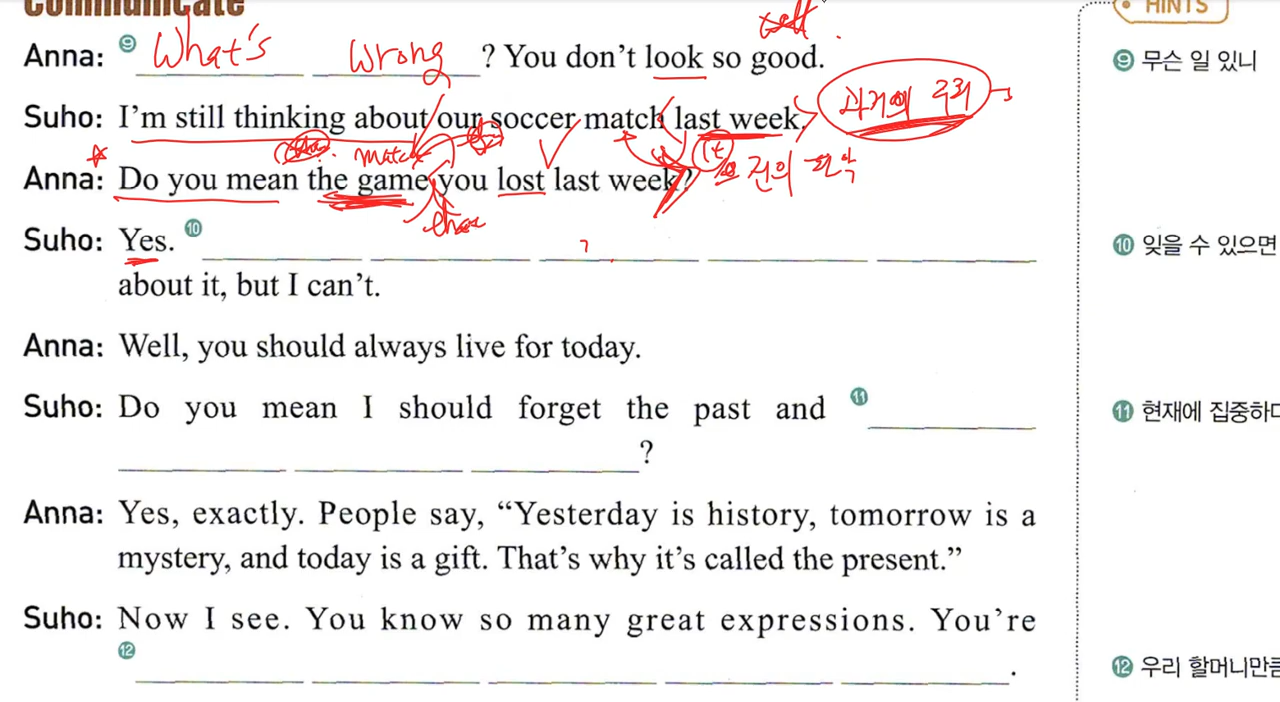 Communicate
HINTS
Anna: ⑨ What's wrong ? You don't look so good.
⑨ 무슨 일 있니
Suho: I'm still thinking about our soccer match last week.
match
Anna: Do you mean the game you lost last week?
Suho: Yes. ⑩
⑩ 잊을 수 있으면
about it, but I can't.
Anna: Well, you should always live for today.
Suho: Do you mean I should forget the past and ⑪
⑪ 현재에 집중하다
?
Anna: Yes, exactly. People say, “Yesterday is history, tomorrow is a
mystery, and today is a gift. That's why it's called the present.”
Suho: Now I see. You know so many great expressions. You're
⑫ .
⑫ 우리 할머니만큼